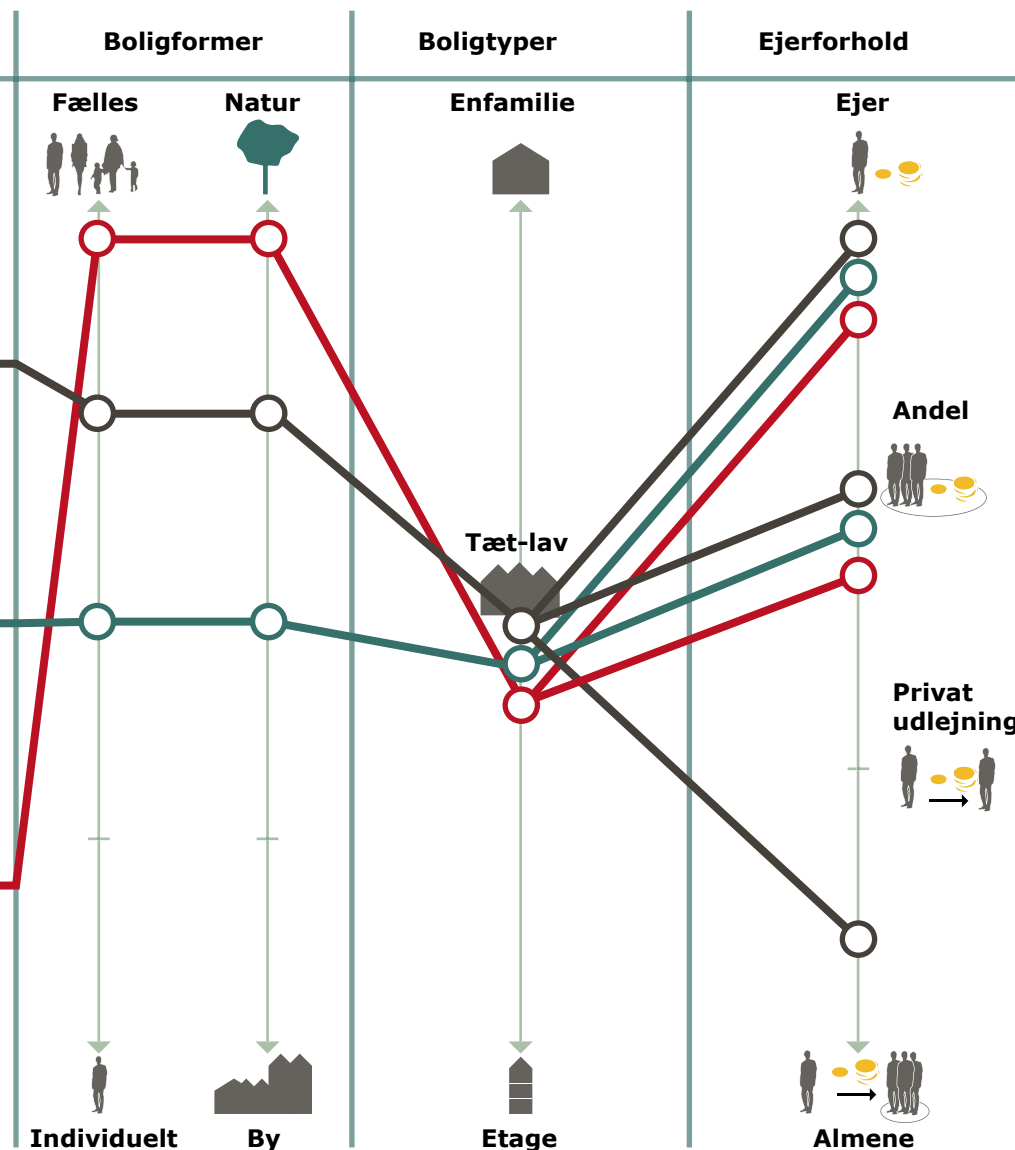 Boligformer
Boligtyper
Ejerforhold
Fælles
Natur
Enfamilie
Ejer
Andel
Tæt-lav
Privat
udlejning
Individuelt
By
Etage
Almene